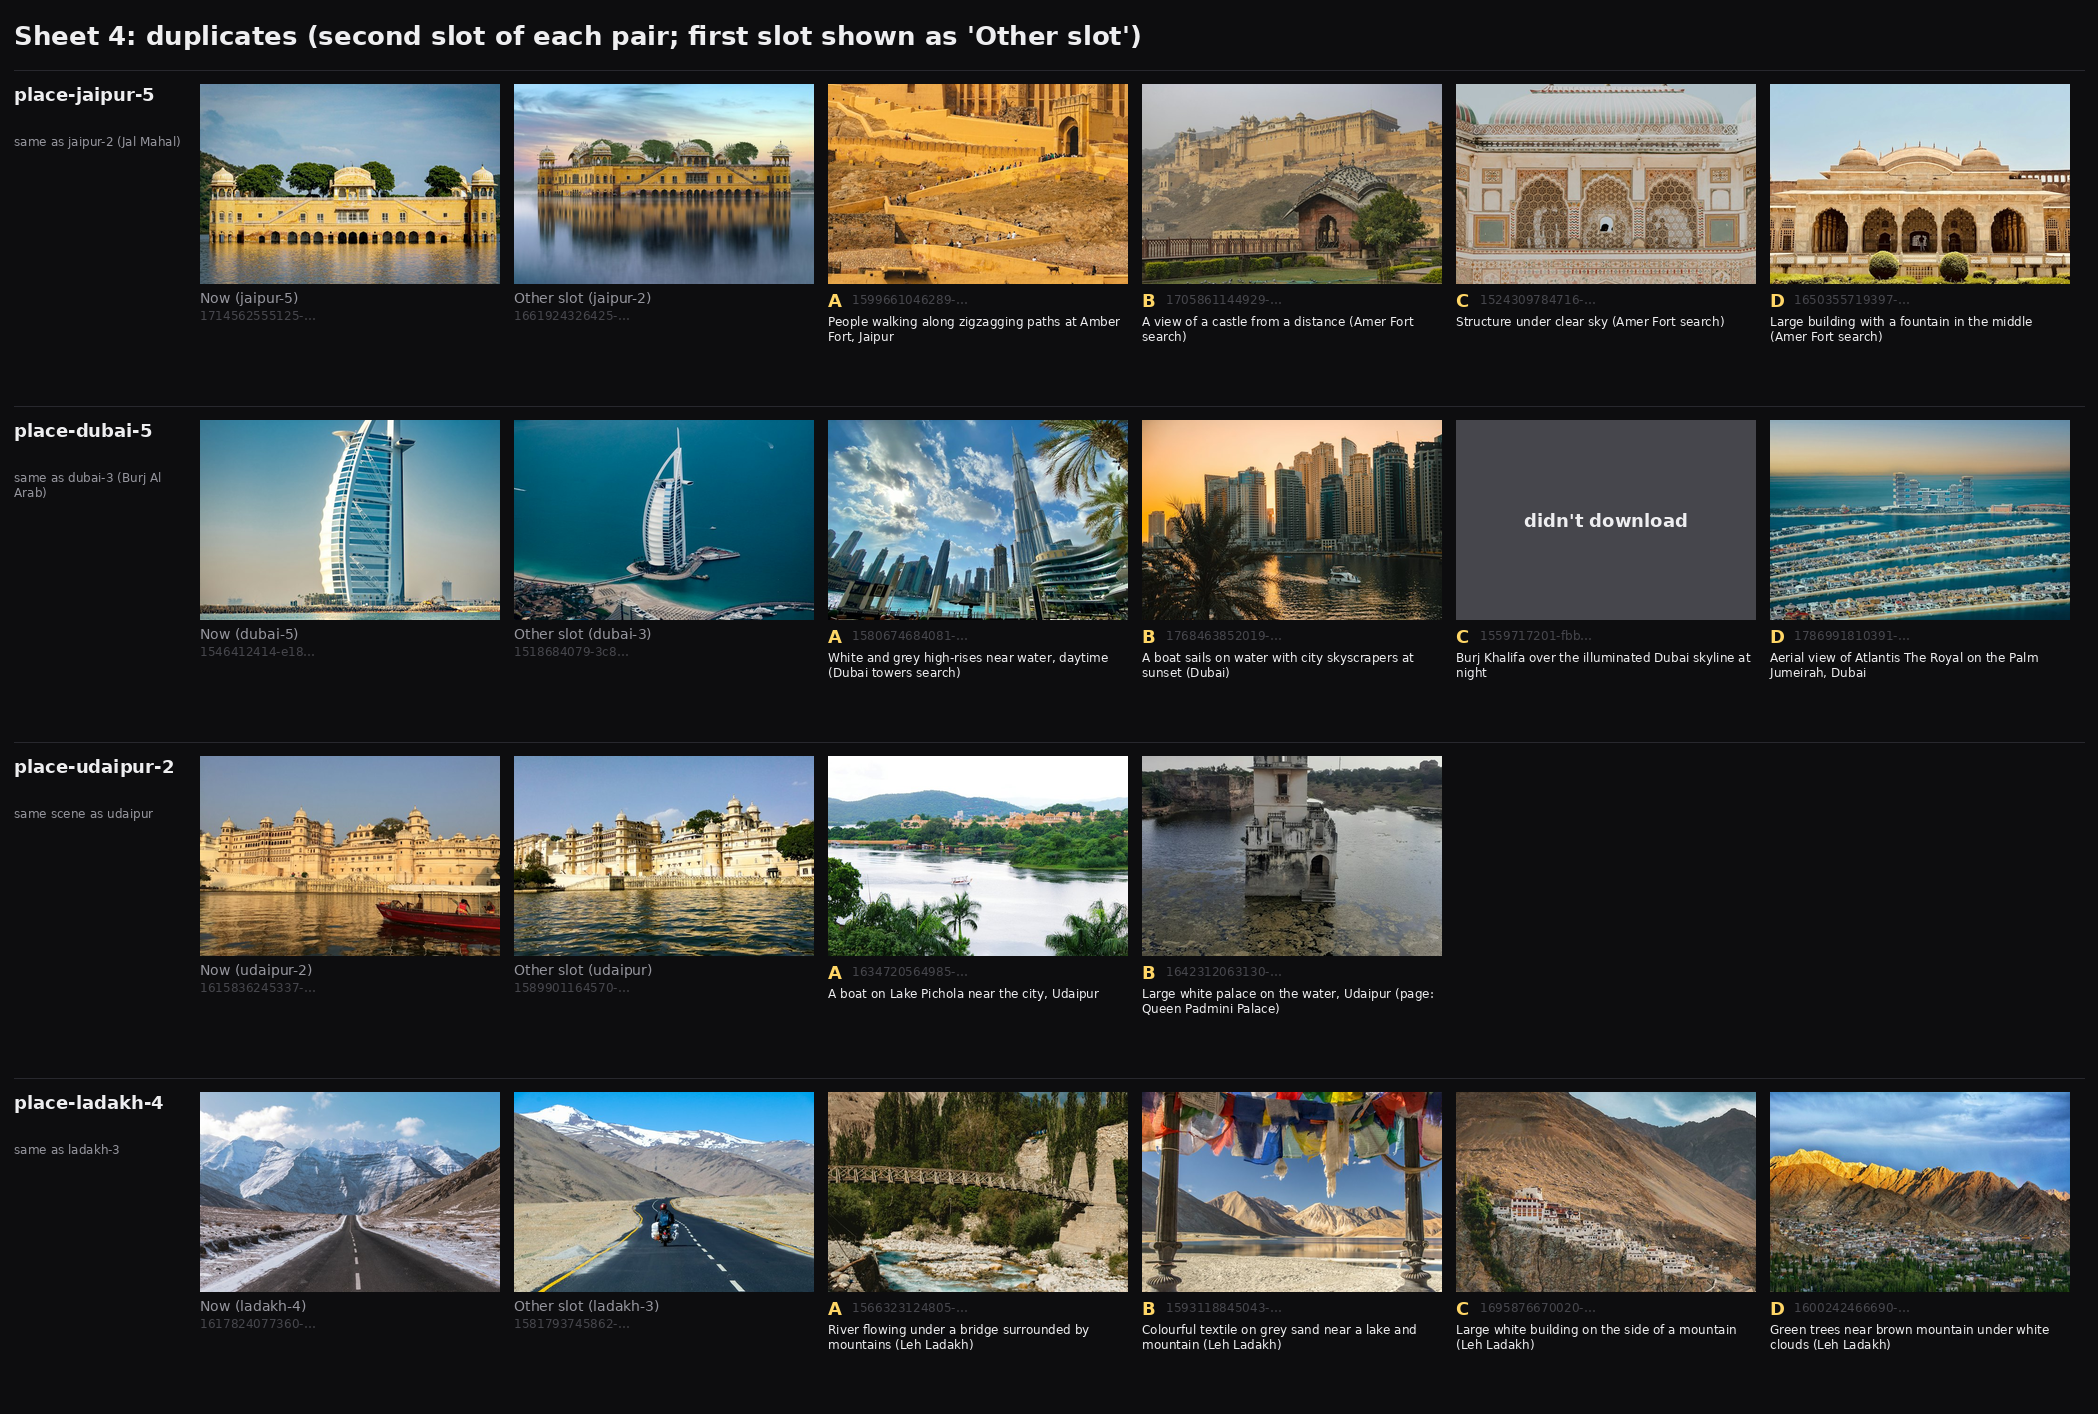 Sheet 4: duplicates (second slot of each pair; first slot shown as 'Other slot')
place-jaipur-5
same as jaipur-2 (Jal Mahal)
Now (jaipur-5)
1714562555125-...
Other slot (jaipur-2)
1661924326425-...
A 1599661046289-...
People walking along zigzagging paths at Amber
Fort, Jaipur
B 1705861144929-...
A view of a castle from a distance (Amer Fort
search)
C 1524309784716-...
Structure under clear sky (Amer Fort search)
D 1650355719397-...
Large building with a fountain in the middle
(Amer Fort search)
place-dubai-5
same as dubai-3 (Burj Al
Arab)
Now (dubai-5)
1546412414-e18...
Other slot (dubai-3)
1518684079-3c8...
A 1580674684081-...
White and grey high-rises near water, daytime
(Dubai towers search)
B 1768463852019-...
A boat sails on water with city skyscrapers at
sunset (Dubai)
didn't download
C 1559717201-fbb...
Burj Khalifa over the illuminated Dubai skyline at
night
D 1786991810391-...
Aerial view of Atlantis The Royal on the Palm
Jumeirah, Dubai
place-udaipur-2
same scene as udaipur
Now (udaipur-2)
1615836245337-...
Other slot (udaipur)
1589901164570-...
A 1634720564985-...
A boat on Lake Pichola near the city, Udaipur
B 1642312063130-...
Large white palace on the water, Udaipur (page:
Queen Padmini Palace)
place-ladakh-4
same as ladakh-3
Now (ladakh-4)
1617824077360-...
Other slot (ladakh-3)
1581793745862-...
A 1566323124805-...
River flowing under a bridge surrounded by
mountains (Leh Ladakh)
B 1593118845043-...
Colourful textile on grey sand near a lake and
mountain (Leh Ladakh)
C 1695876670020-...
Large white building on the side of a mountain
(Leh Ladakh)
D 1600242466690-...
Green trees near brown mountain under white
clouds (Leh Ladakh)